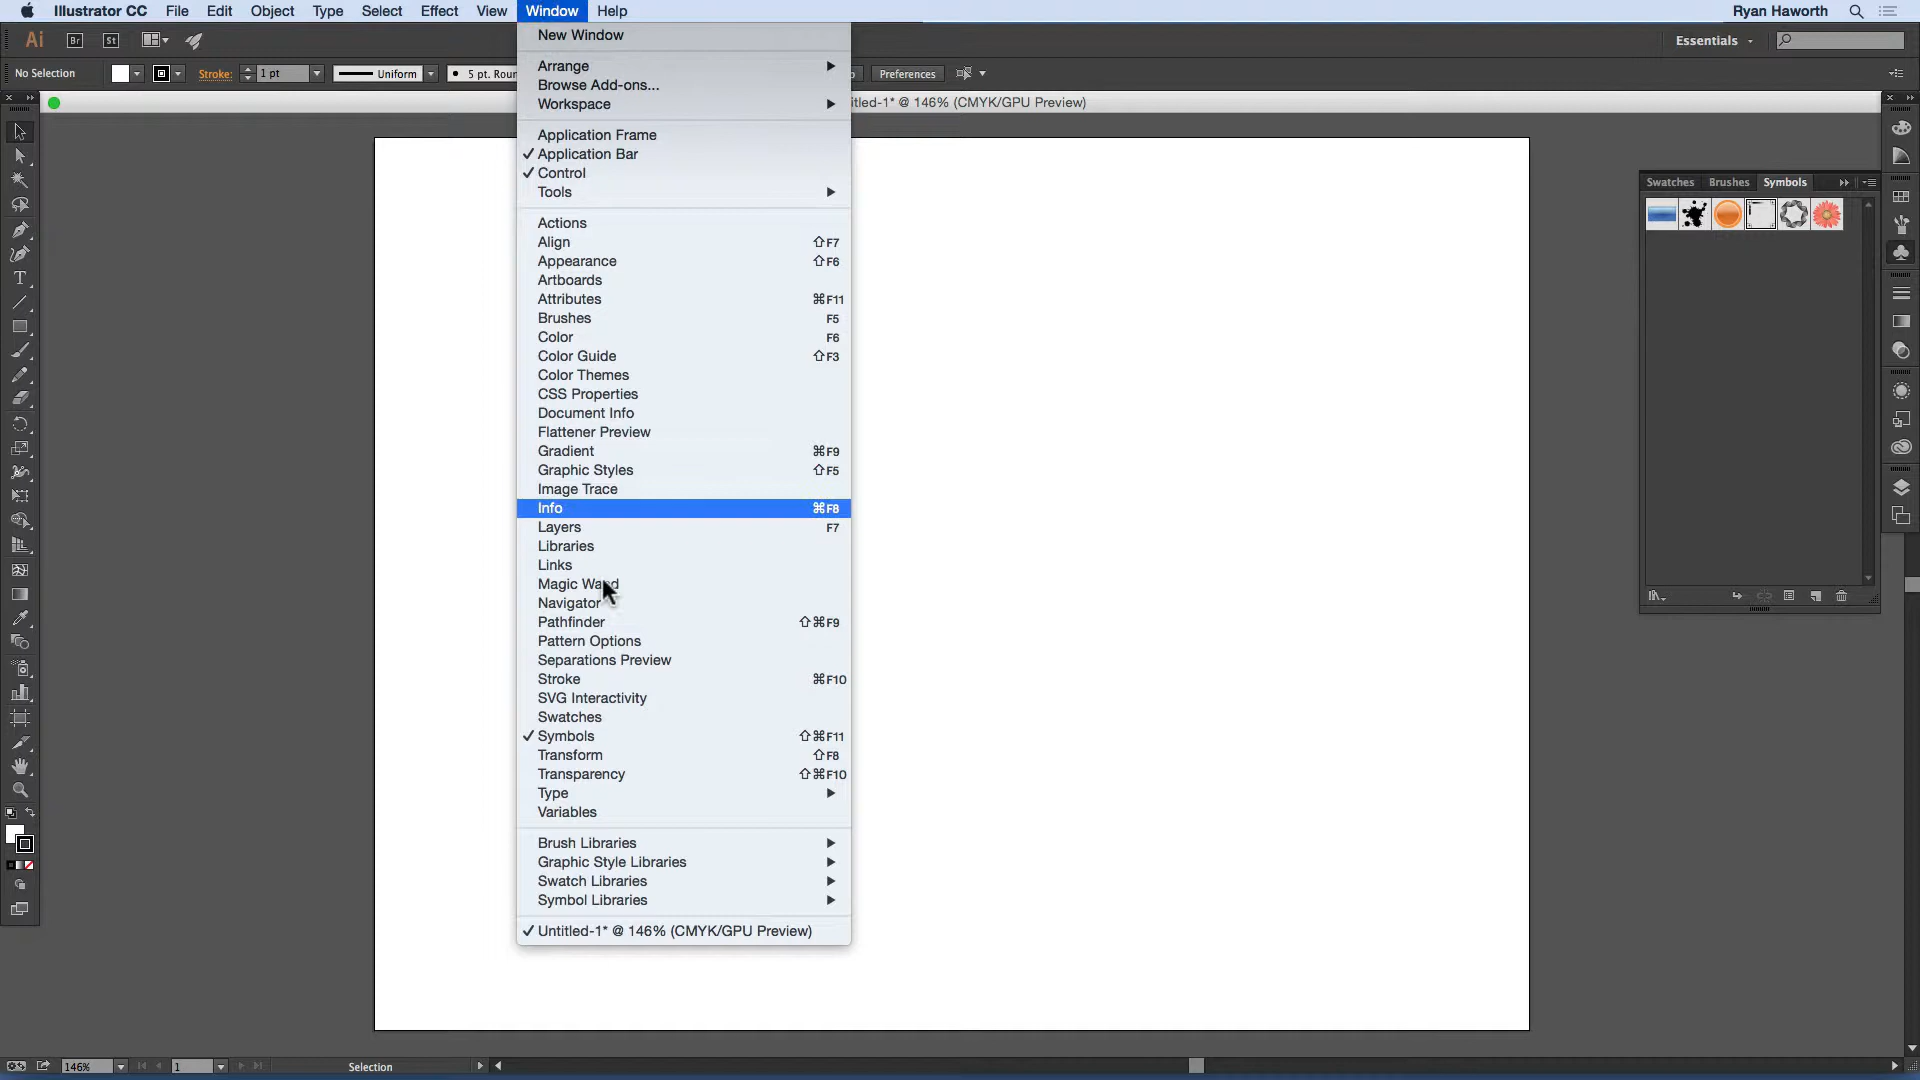 Illustrator CC File Edit Object Type Select Effect View Window Help Ryan Haworth
Ai Br St Essentials
No Selection Stroke: 1 pt Uniform 5 pt. Roun Preferences
itled-1* @ 146% (CMYK/GPU Preview)
New Window
Arrange
Browse Add-ons...
Workspace
Application Frame
✓ Application Bar
✓ Control
Tools
Actions
Align ⇧F7
Appearance ⇧F6
Artboards
Attributes ⌘F11
Brushes F5
Color F6
Color Guide ⇧F3
Color Themes
CSS Properties
Document Info
Flattener Preview
Gradient ⌘F9
Graphic Styles ⇧F5
Image Trace
Info ⌘F8
Layers F7
Libraries
Links
Magic Wand
Navigator
Pathfinder ⇧⌘F9
Pattern Options
Separations Preview
Stroke ⌘F10
SVG Interactivity
Swatches
✓ Symbols ⇧⌘F11
Transform ⇧F8
Transparency ⇧⌘F10
Type
Variables
Brush Libraries
Graphic Style Libraries
Swatch Libraries
Symbol Libraries
✓ Untitled-1* @ 146% (CMYK/GPU Preview)
Swatches Brushes Symbols
146% 1 Selection